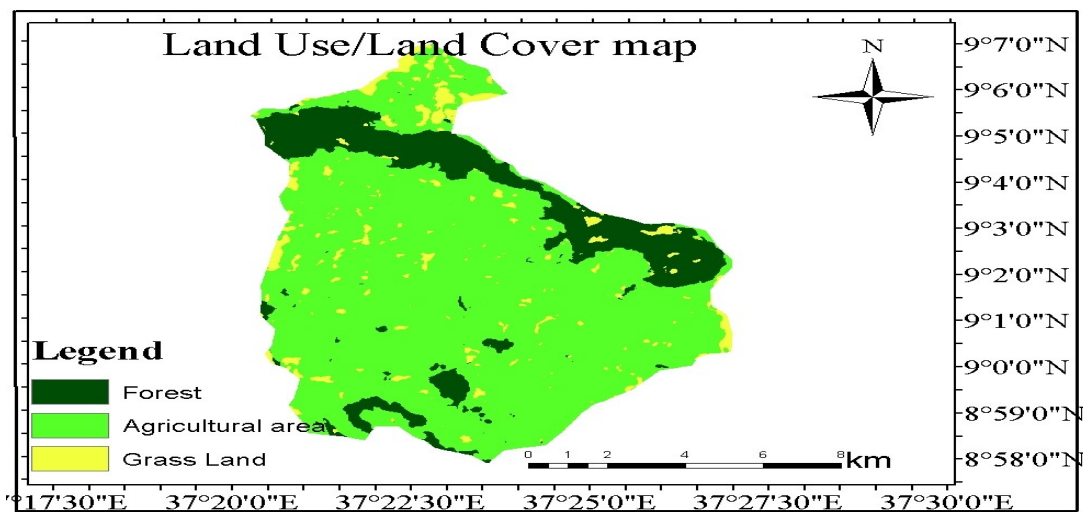 Land Use/Land Cover map
N
9°7'0"N
9°6'0"N
9°5'0"N
9°4'0"N
9°3'0"N
9°2'0"N
9°1'0"N
9°0'0"N
8°59'0"N
8°58'0"N
Legend
Forest
Agricultural area
Grass Land
0 1 2 4 6 8
km
°17'30"E 37°20'0"E 37°22'30"E 37°25'0"E 37°27'30"E 37°30'0"E